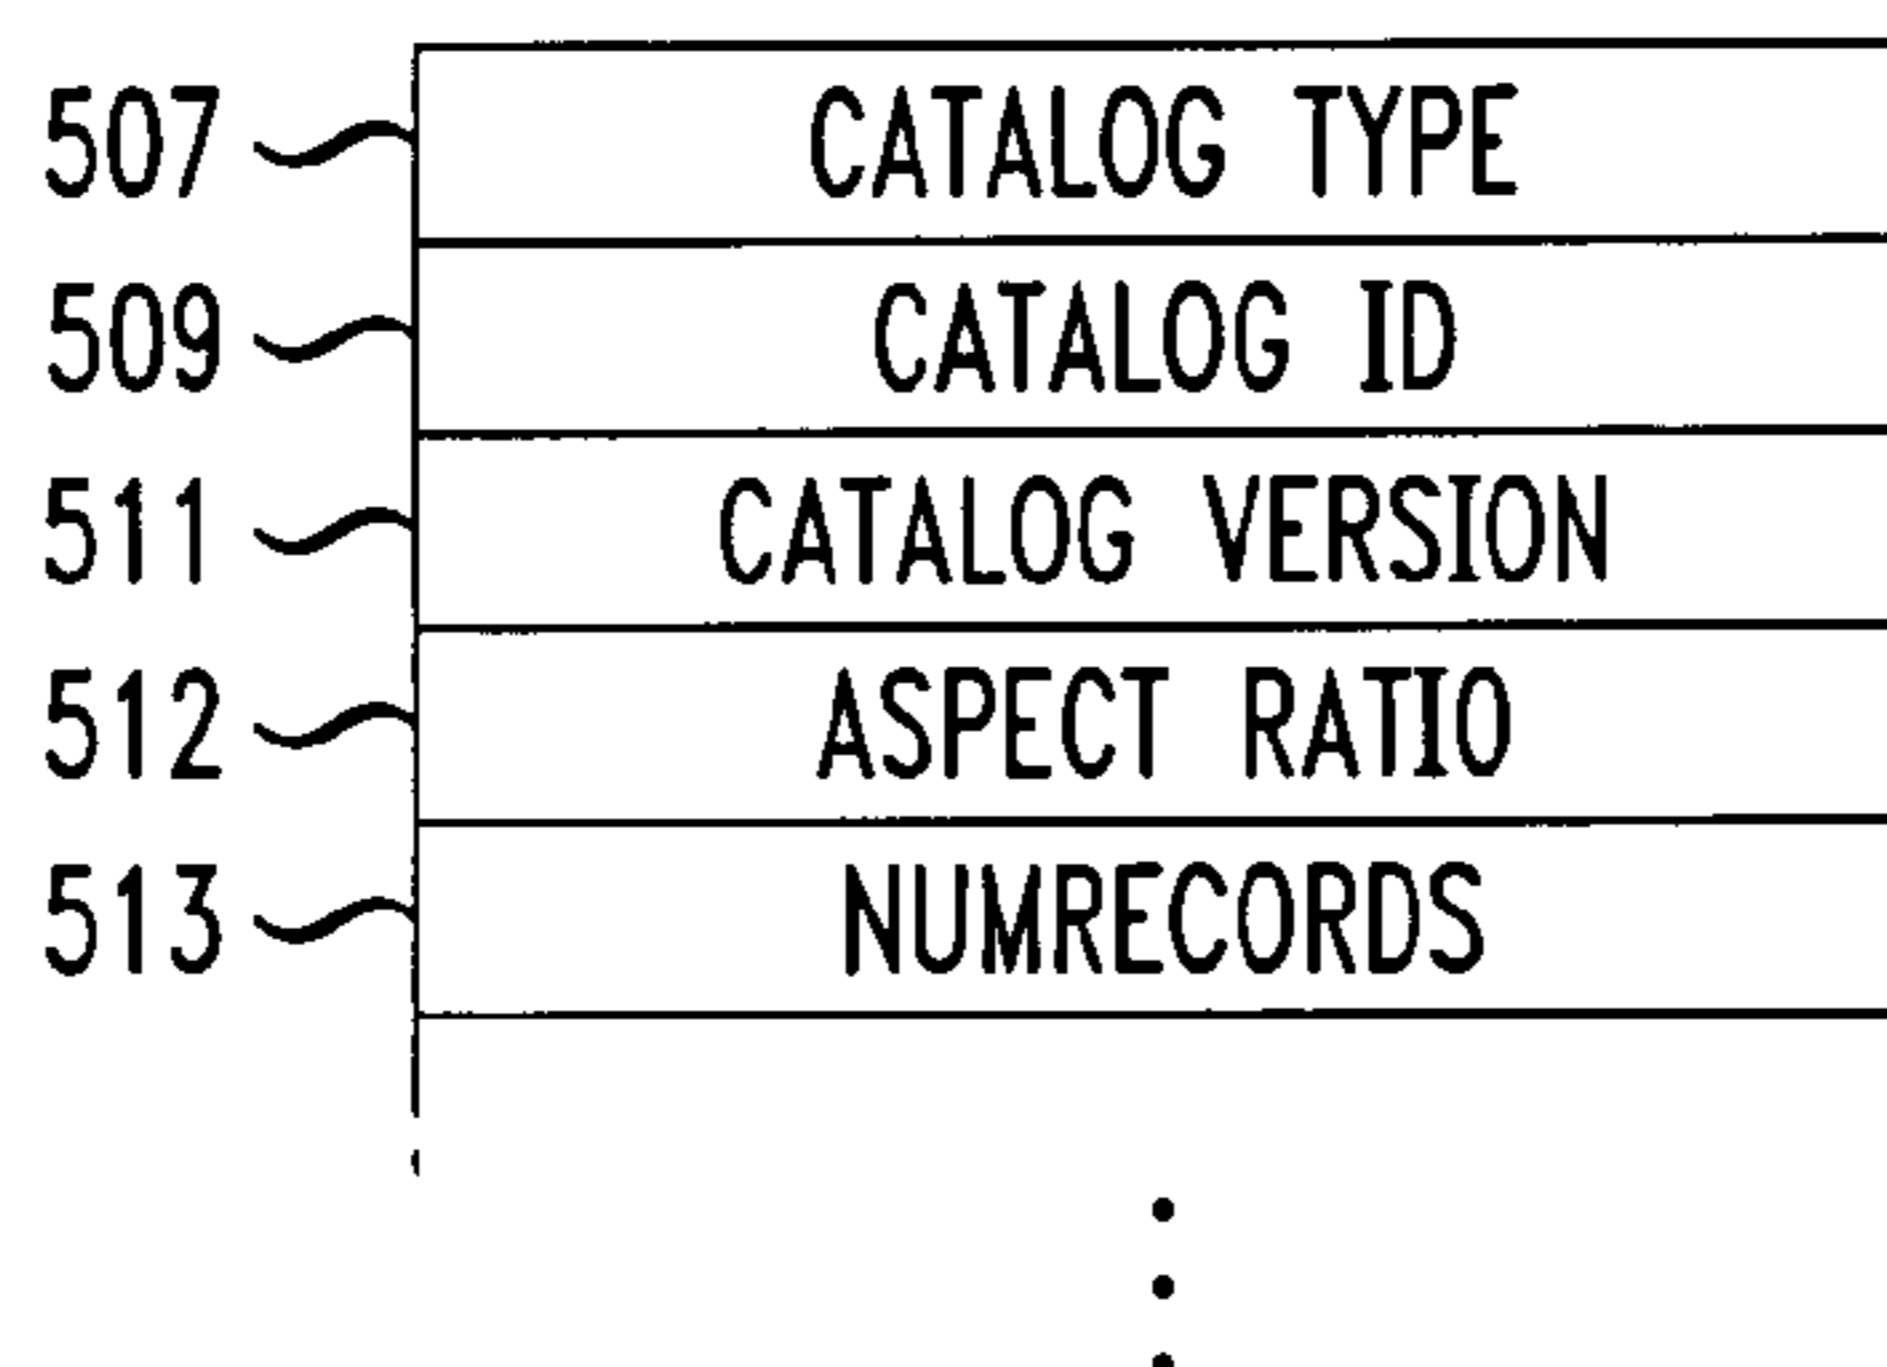 507 CATALOG TYPE
509 CATALOG ID
511 CATALOG VERSION
512 ASPECT RATIO
513 NUMRECORDS